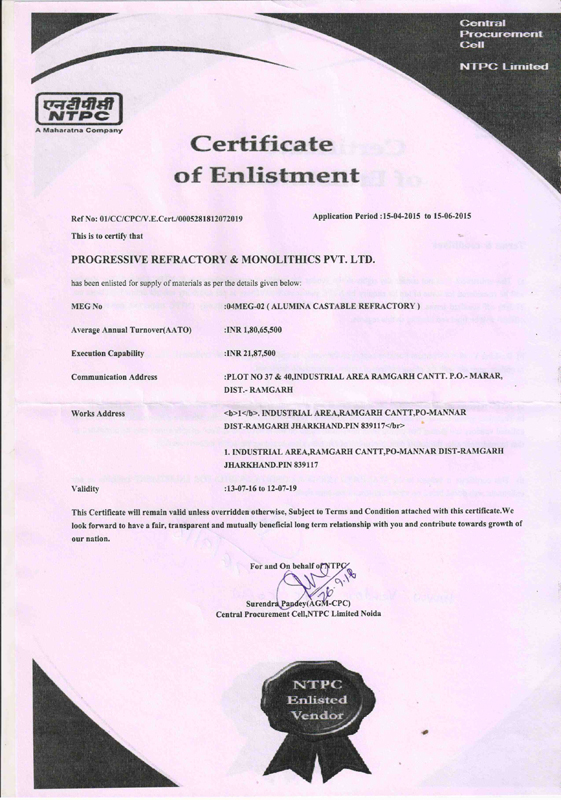 Central
Procurement
Cell
NTPC Limited
एनटीपीसी
NTPC
A Maharatna Company
Certificate
of Enlistment
Ref No: 01/CC/CPC/V.E.Cert./0005281812072019
Application Period :15-04-2015 to 15-06-2015
This is to certify that
PROGRESSIVE REFRACTORY & MONOLITHICS PVT. LTD.
has been enlisted for supply of materials as per the details given below:
MEG No :04MEG-02 ( ALUMINA CASTABLE REFRACTORY )
Average Annual Turnover(AATO) :INR 1,80,65,500
Execution Capability :INR 21,87,500
Communication Address :PLOT NO 37 & 40,INDUSTRIAL AREA RAMGARH CANTT. P.O.- MARAR,
DIST.- RAMGARH
Works Address <b>1</b>. INDUSTRIAL AREA,RAMGARH CANTT,PO-MANNAR
DIST-RAMGARH JHARKHAND.PIN 839117</br>
1. INDUSTRIAL AREA,RAMGARH CANTT,PO-MANNAR DIST-RAMGARH
JHARKHAND.PIN 839117
Validity :13-07-16 to 12-07-19
This Certificate will remain valid unless overridden otherwise, Subject to Terms and Condition attached with this certificate.We
look forward to have a fair, transparent and mutually beneficial long term relationship with you and contribute towards growth of
our nation.
For and On behalf of NTPC
26.9.18
Surendra Pandey(AGM-CPC)
Central Procurement Cell,NTPC Limited Noida
NTPC
Enlisted
Vendor